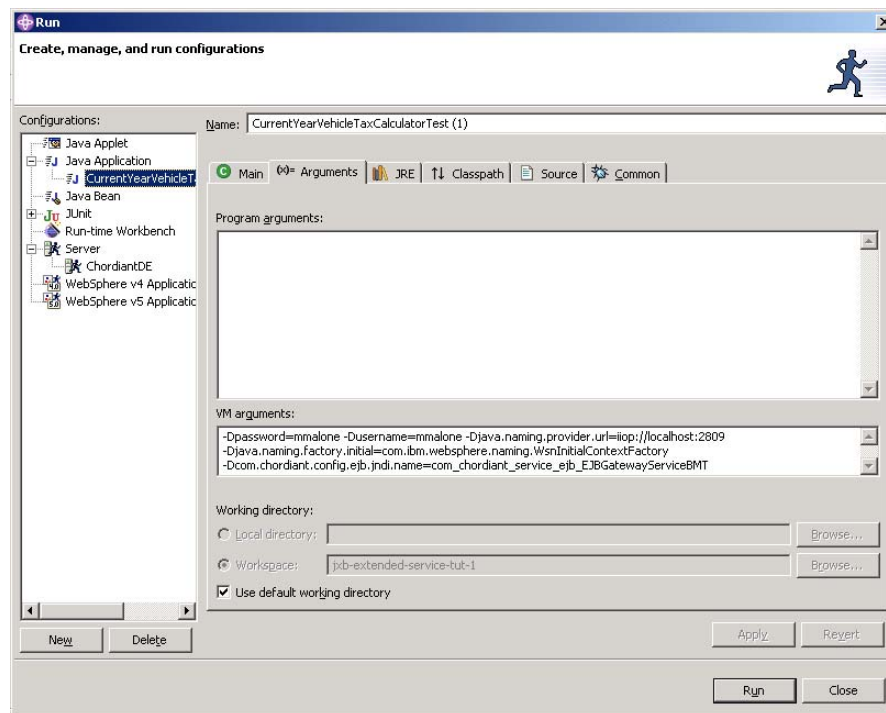 Run
Create, manage, and run configurations
Configurations:
Name: CurrentYearVehicleTaxCalculatorTest (1)
Java Applet
Java Application
CurrentYearVehicleT
Java Bean
JUnit
Run-time Workbench
Server
ChordiantDE
WebSphere v4 Applicatic
WebSphere v5 Applicatic
Main (x)= Arguments JRE Classpath Source Common
Program arguments:
VM arguments:
-Dpassword=mmalone -Dusername=mmalone -Djava.naming.provider.url=iiop://localhost:2809
-Djava.naming.factory.initial=com.ibm.websphere.naming.WsnInitialContextFactory
-Dcom.chordiant.config.ejb.jndi.name=com_chordiant_service_ejb_EJBGatewayServiceBMT
Working directory:
Local directory: Browse...
Workspace: jxb-extended-service-tut-1 Browse...
Use default working directory
New Delete
Apply Revert
Run Close